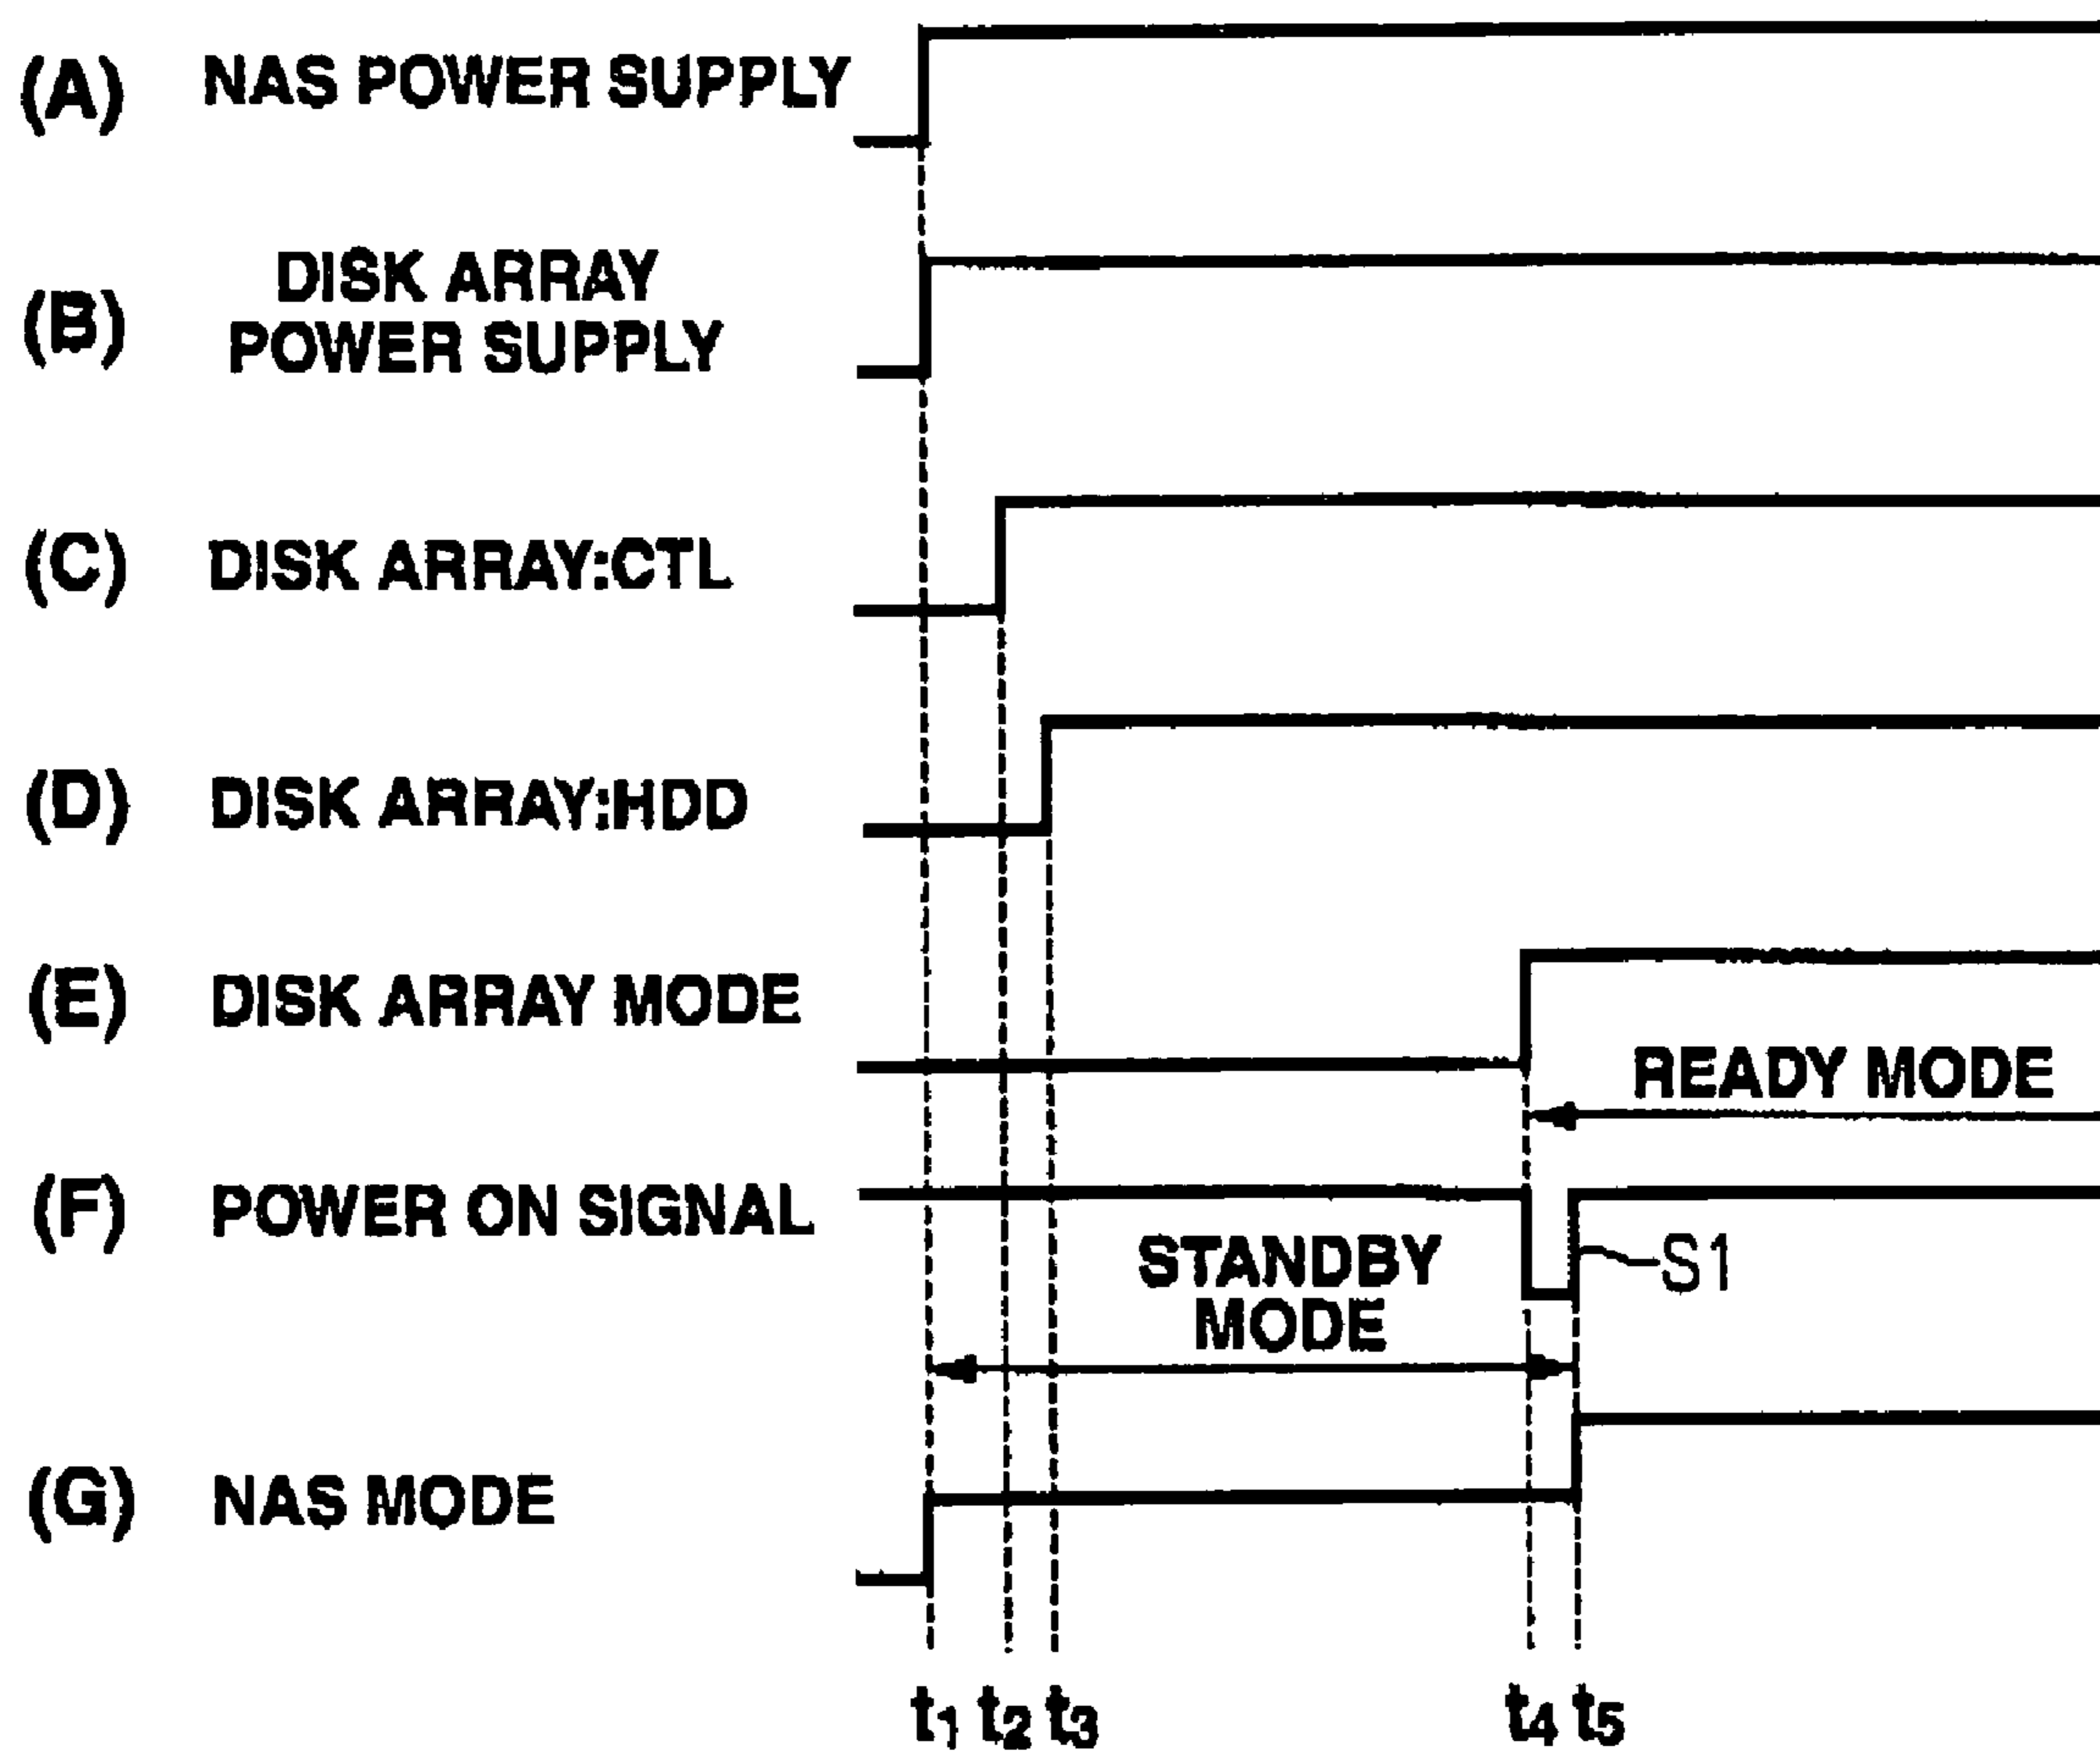 (A) NAS POWER SUPPLY
(B) DISK ARRAY
POWER SUPPLY
(C) DISK ARRAY:CTL
(D) DISK ARRAY:HDD
(E) DISK ARRAY MODE
READY MODE
(F) POWER ON SIGNAL
S1
STANDBY
MODE
(G) NAS MODE
t1 t2 t3 t4 t5